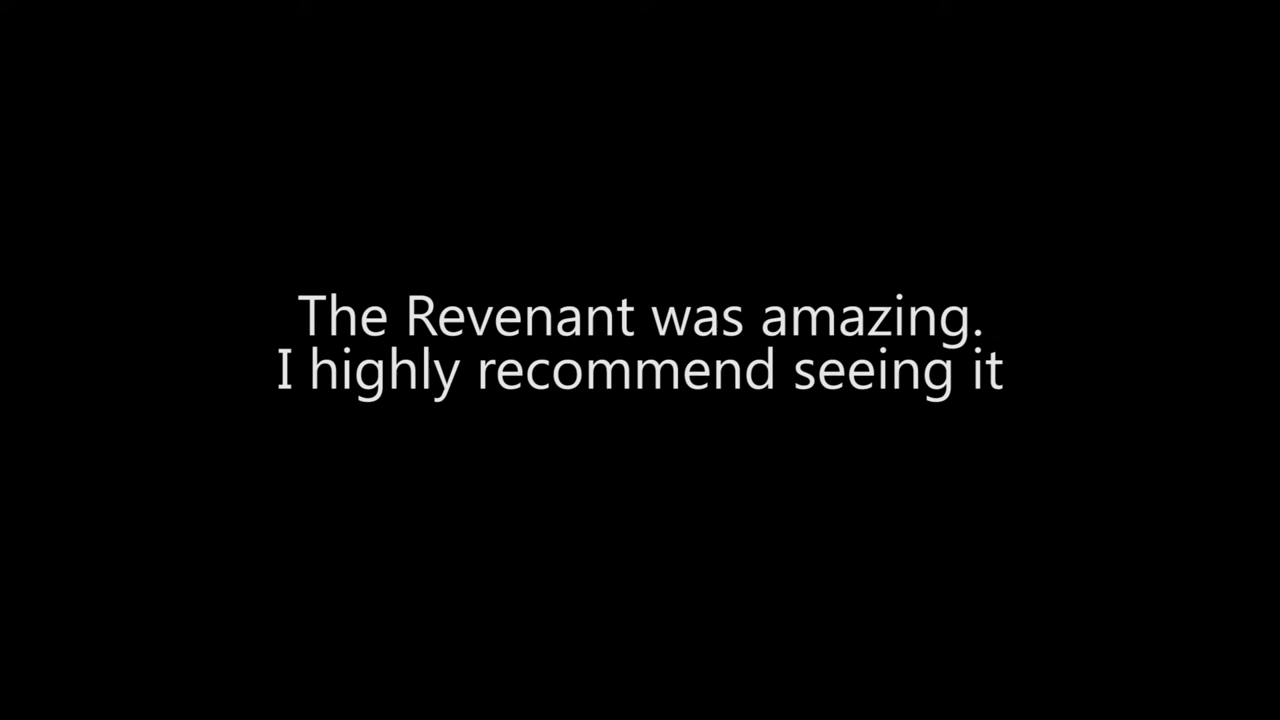 The Revenant was amazing.
I highly recommend seeing it